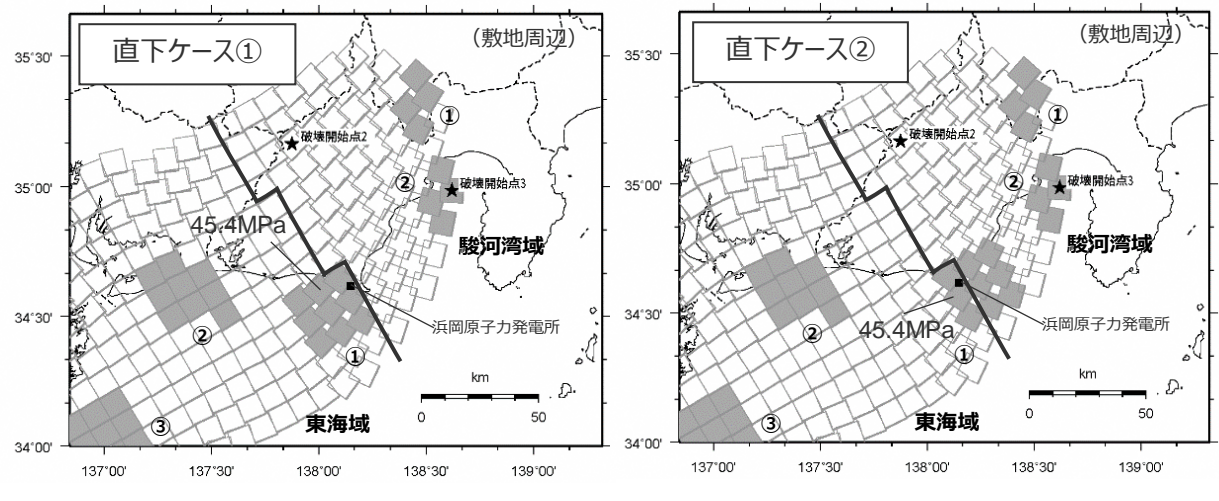 直下ケース①
（敷地周辺）
35°30'
35°00'
34°30'
34°00'
①
破壊開始点2
②
破壊開始点3
45.4MPa
駿河湾域
浜岡原子力発電所
②
①
km
0
50
③
東海域
137°00'
137°30'
138°00'
138°30'
139°00'
直下ケース②
（敷地周辺）
35°30'
35°00'
34°30'
34°00'
①
破壊開始点2
②
破壊開始点3
駿河湾域
浜岡原子力発電所
45.4MPa
②
①
km
0
50
③
東海域
137°00'
137°30'
138°00'
138°30'
139°00'